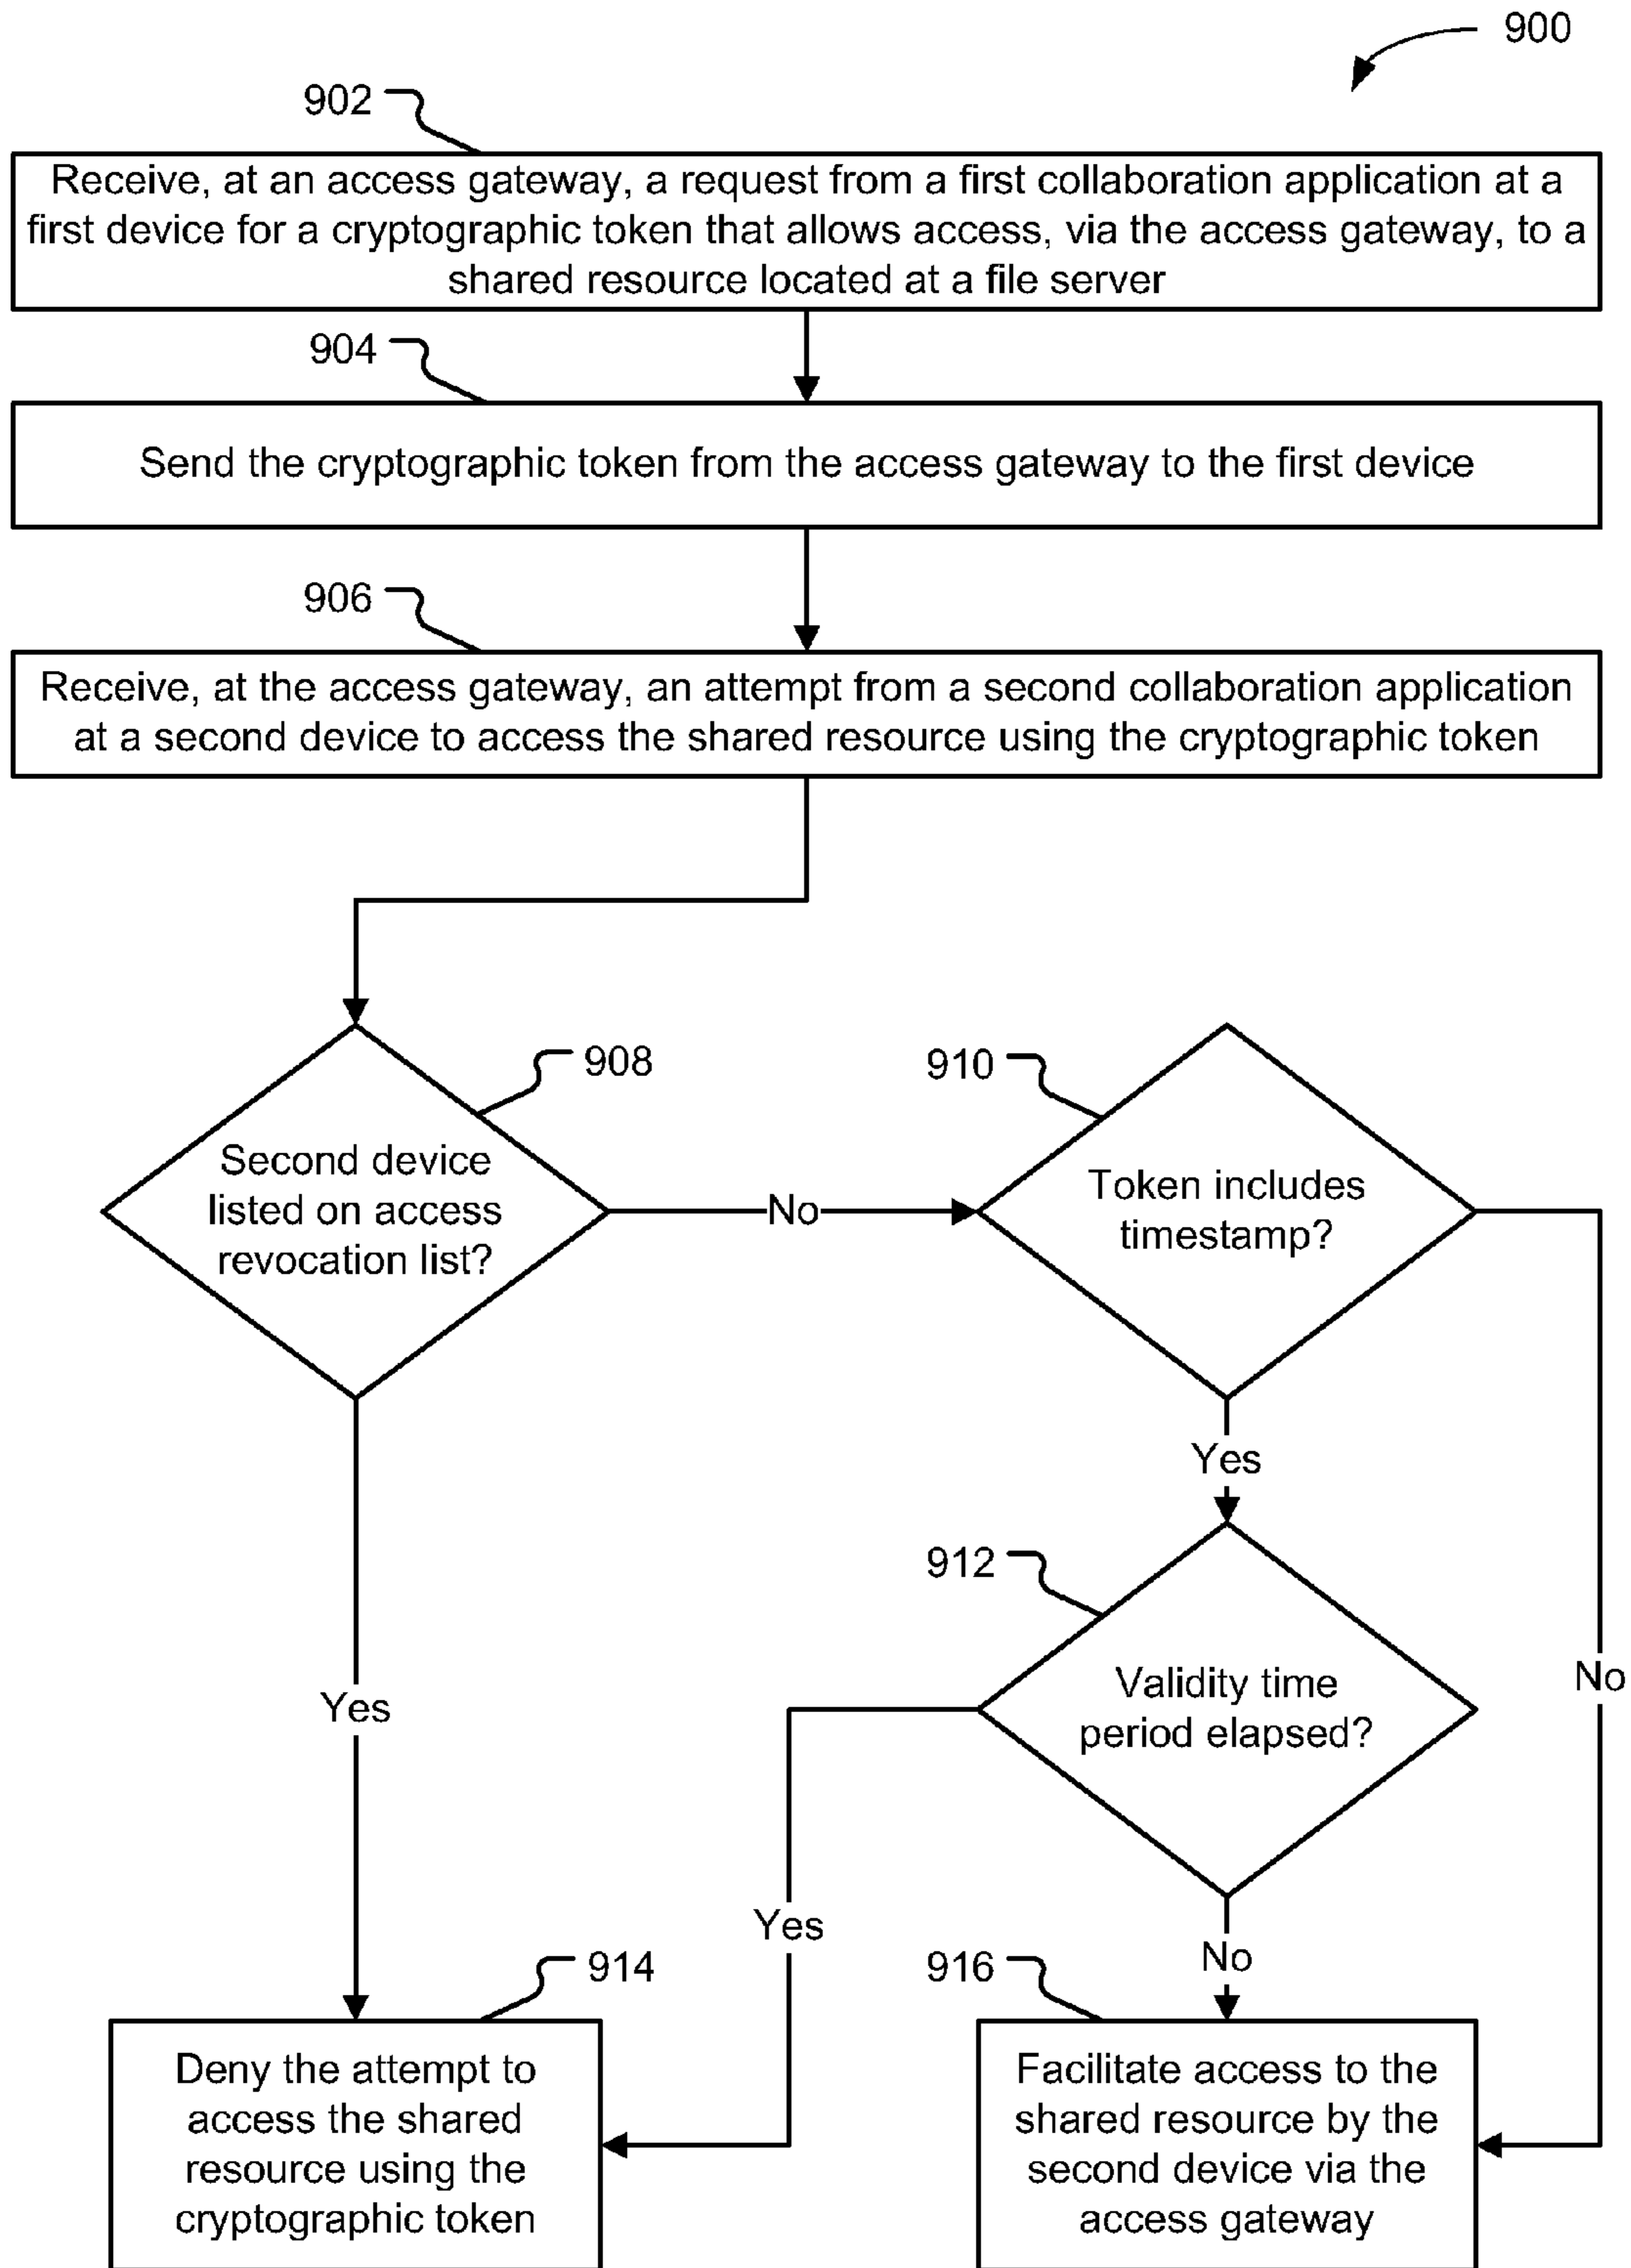 900
902
Receive, at an access gateway, a request from a first collaboration application at a
first device for a cryptographic token that allows access, via the access gateway, to a
shared resource located at a file server
904
Send the cryptographic token from the access gateway to the first device
906
Receive, at the access gateway, an attempt from a second collaboration application
at a second device to access the shared resource using the cryptographic token
908
Second device
listed on access
revocation list?
No
910
Token includes
timestamp?
Yes
No
912
Validity time
period elapsed?
Yes
Yes
No
914
Deny the attempt to
access the shared
resource using the
cryptographic token
916
Facilitate access to the
shared resource by the
second device via the
access gateway